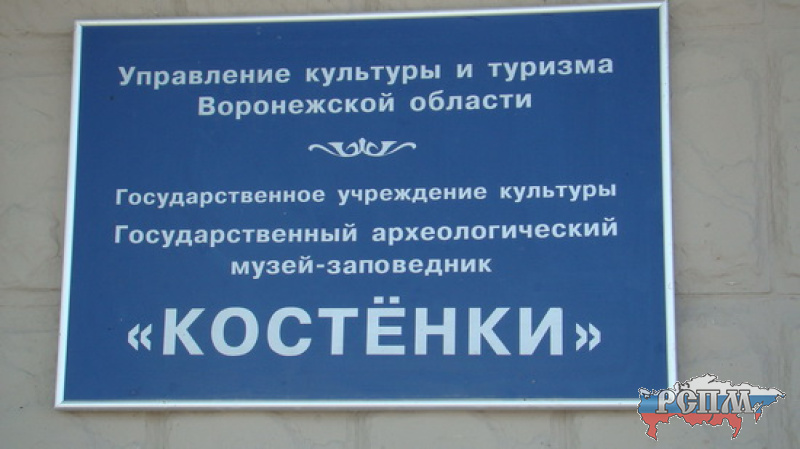 Управление культуры и туризма
Воронежской области
Государственное учреждение культуры
Государственный археологический
музей-заповедник
«КОСТЁНКИ»
РСПМ